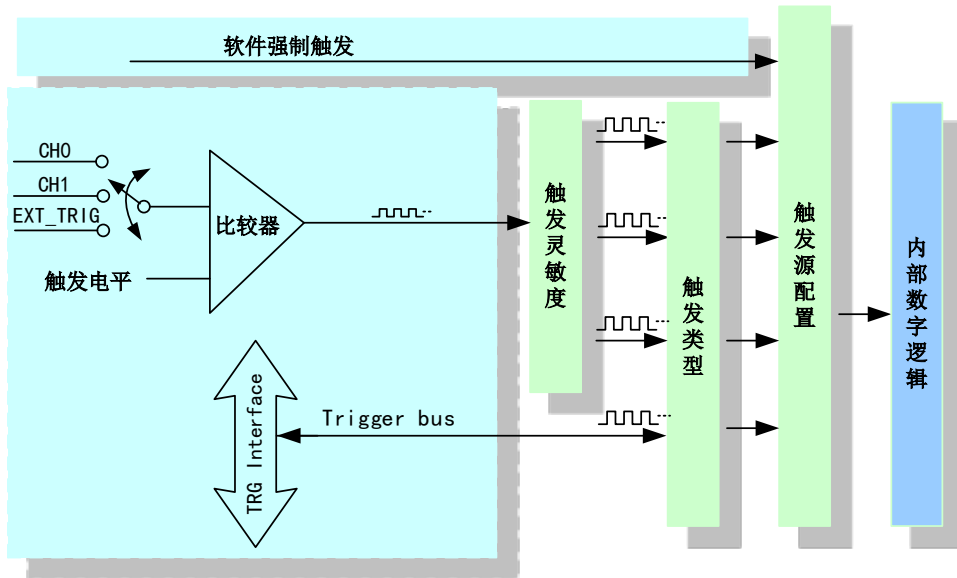 软件强制触发
CH0
CH1
EXT_TRIG
触发电平
比较器
TRG Interface
Trigger bus
触发灵敏度
触发类型
触发源配置
内部数字逻辑